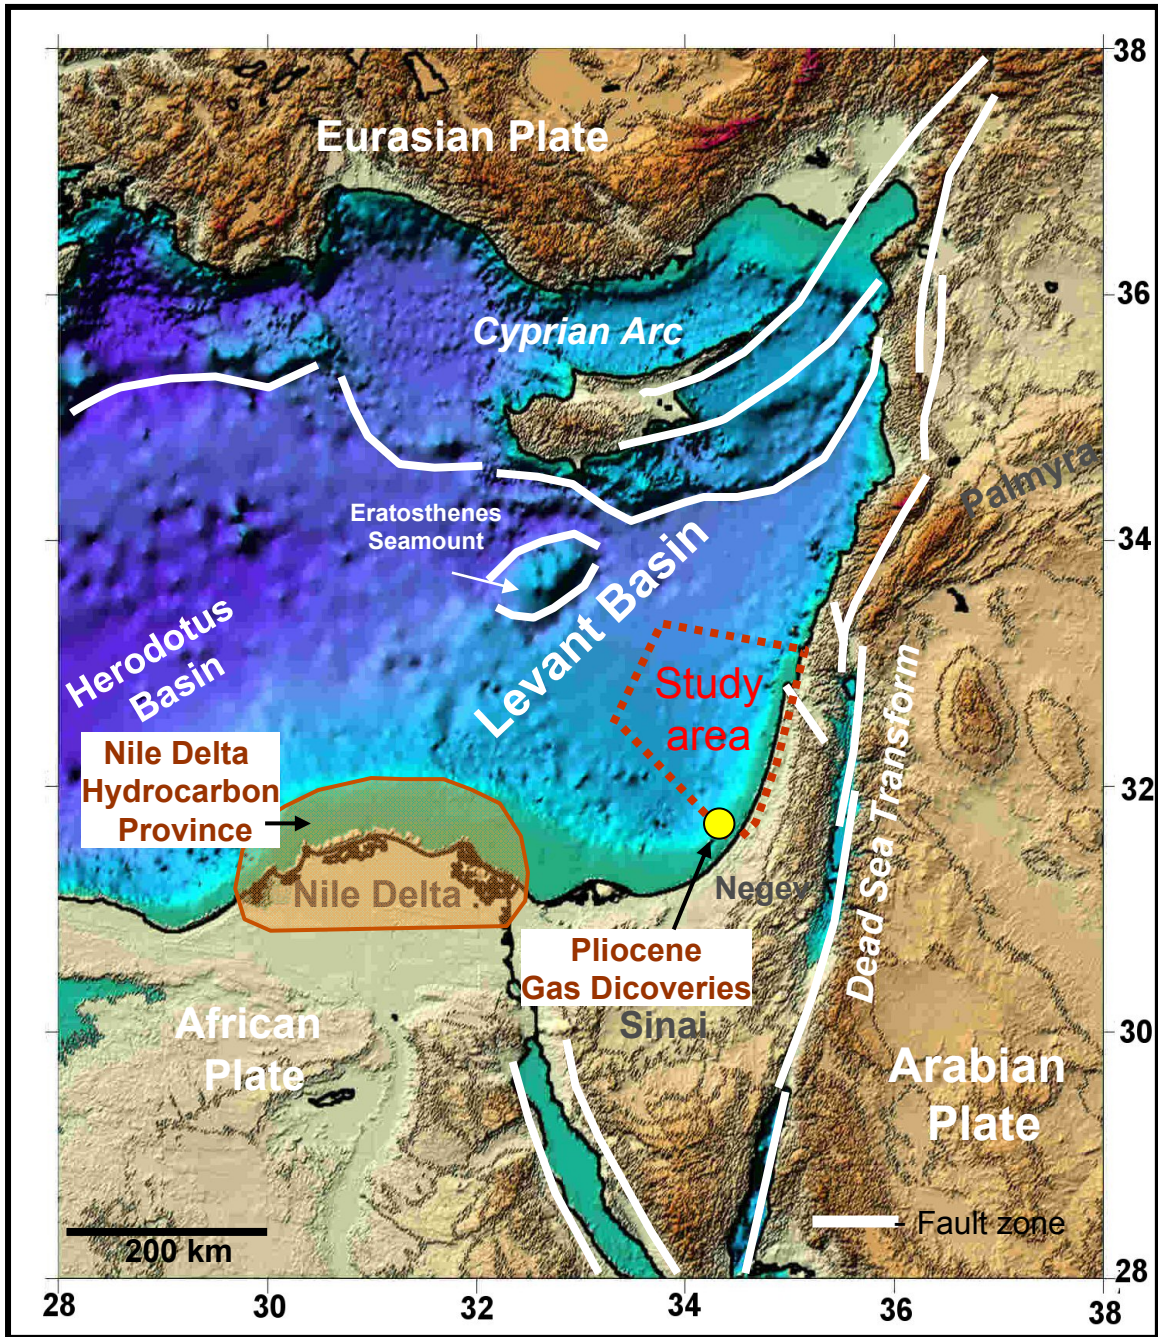 38
Eurasian Plate
36
Cyprian Arc
Palmyra
Eratosthenes
Seamount
34
Levant Basin
Herodotus
Basin
Study
area
Dead Sea Transform
Nile Delta
Hydrocarbon
Province
32
Nile Delta
Negev
Pliocene
Gas Dicoveries
Sinai
African
Plate
30
Arabian
Plate
- Fault zone
200 km
28
28
30
32
34
36
38